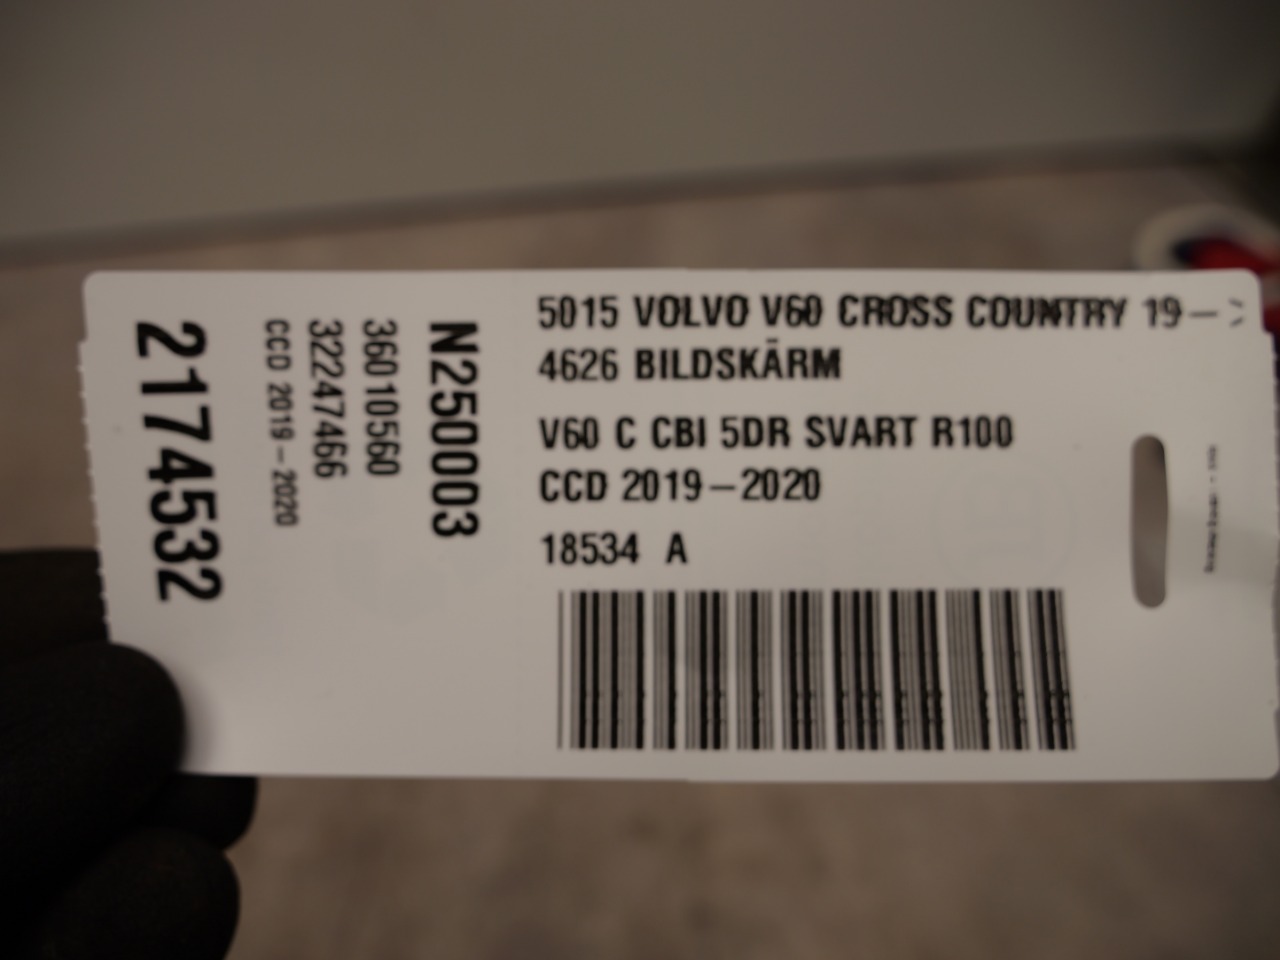 5015 VOLVO V60 CROSS COUNTRY 19–
4626 BILDSKÄRM
V60 C CBI 5DR SVART R100
CCD 2019–2020
18534 A
N250003
36010560
32247466
CCD 2019–2020
2174532